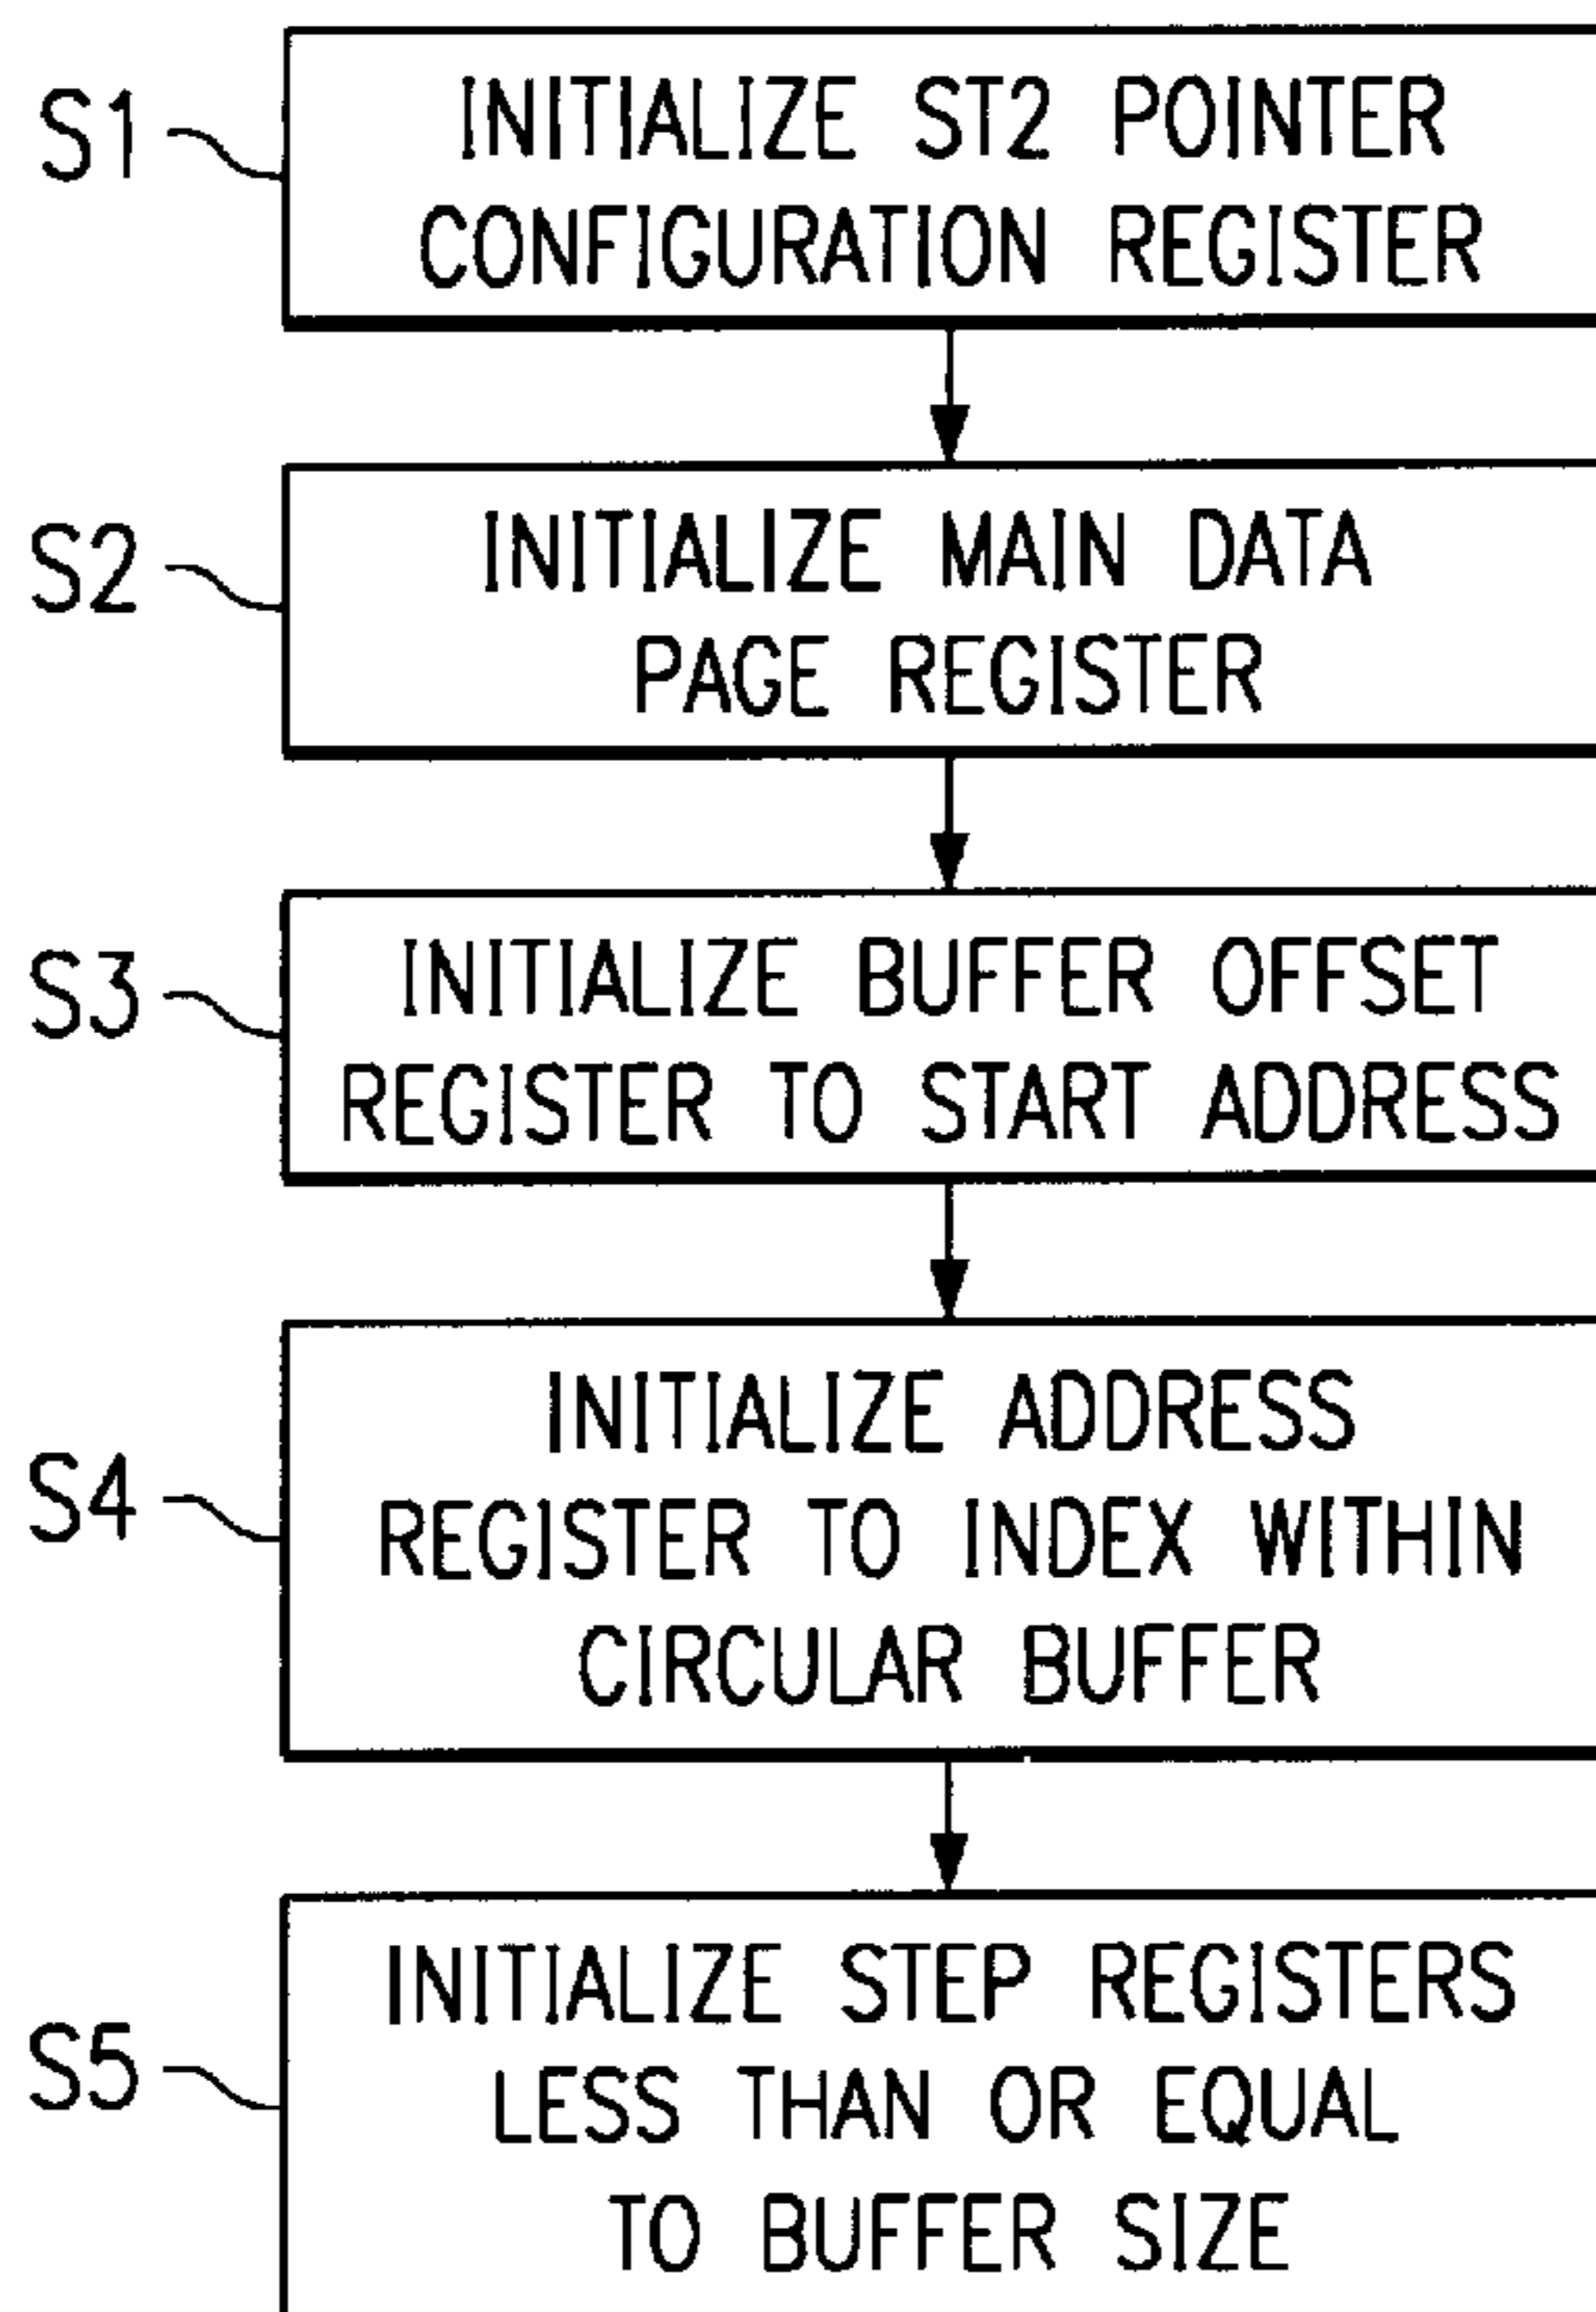 S1
INITIALIZE ST2 POINTER
CONFIGURATION REGISTER
S2
INITIALIZE MAIN DATA
PAGE REGISTER
S3
INITIALIZE BUFFER OFFSET
REGISTER TO START ADDRESS
S4
INITIALIZE ADDRESS
REGISTER TO INDEX WITHIN
CIRCULAR BUFFER
S5
INITIALIZE STEP REGISTERS
LESS THAN OR EQUAL
TO BUFFER SIZE